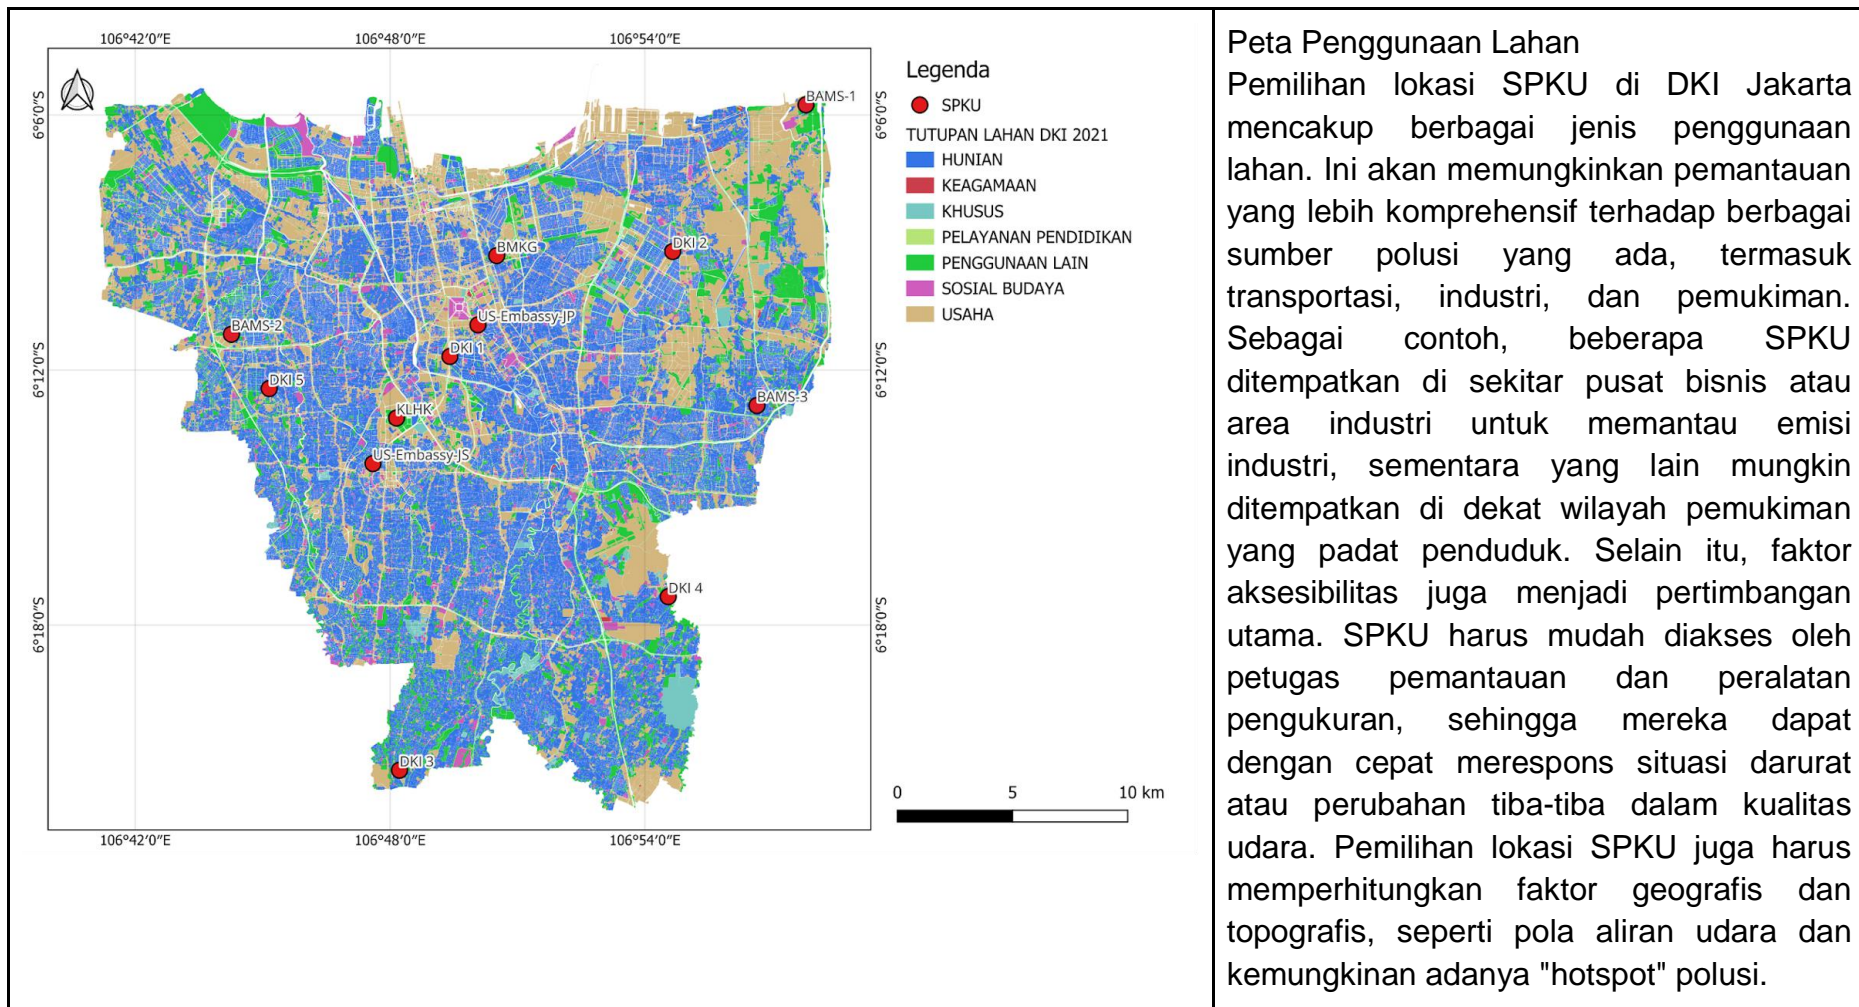 106°42'0"E 106°48'0"E 106°54'0"E
6°6'0"S 6°6'0"S
6°12'0"S 6°12'0"S
6°18'0"S 6°18'0"S
BAMS-1
BMKG
DKI 2
US-Embassy-JP
BAMS-2
DKI 1
DKI 5
KLHK
BAMS-3
US-Embassy-JS
DKI 4
DKI 3
106°42'0"E 106°48'0"E 106°54'0"E
Legenda
SPKU
TUTUPAN LAHAN DKI 2021
HUNIAN
KEAGAMAAN
KHUSUS
PELAYANAN PENDIDIKAN
PENGGUNAAN LAIN
SOSIAL BUDAYA
USAHA
0 5 10 km
Peta Penggunaan Lahan
Pemilihan lokasi SPKU di DKI Jakarta
mencakup berbagai jenis penggunaan
lahan. Ini akan memungkinkan pemantauan
yang lebih komprehensif terhadap berbagai
sumber polusi yang ada, termasuk
transportasi, industri, dan pemukiman.
Sebagai contoh, beberapa SPKU
ditempatkan di sekitar pusat bisnis atau
area industri untuk memantau emisi
industri, sementara yang lain mungkin
ditempatkan di dekat wilayah pemukiman
yang padat penduduk. Selain itu, faktor
aksesibilitas juga menjadi pertimbangan
utama. SPKU harus mudah diakses oleh
petugas pemantauan dan peralatan
pengukuran, sehingga mereka dapat
dengan cepat merespons situasi darurat
atau perubahan tiba-tiba dalam kualitas
udara. Pemilihan lokasi SPKU juga harus
memperhitungkan faktor geografis dan
topografis, seperti pola aliran udara dan
kemungkinan adanya "hotspot" polusi.